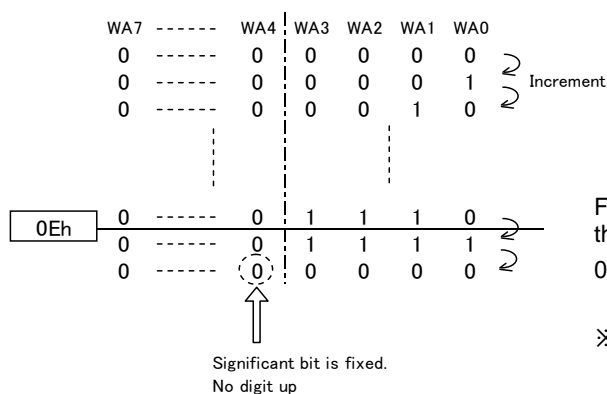 WA7 ------ WA4 WA3 WA2 WA1 WA0
0 ------ 0 0 0 0 0
0 ------ 0 0 0 0 1 Increment
0 ------ 0 0 0 1 0
0Eh 0 ------ 0 1 1 1 0
0 ------ 0 1 1 1 1
0 ------ 0 0 0 0 0
Significant bit is fixed.
No digit up
F
th
0
※